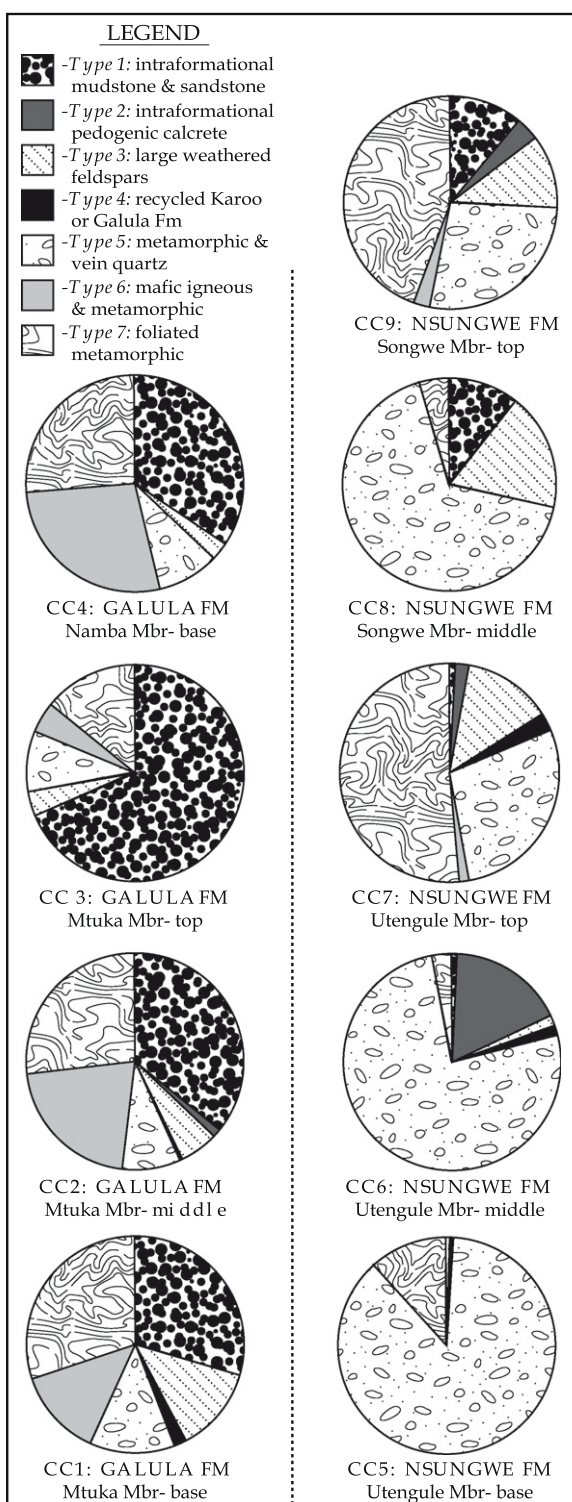 LEGEND
-Type 1: intraformational
mudstone & sandstone
-Type 2: intraformational
pedogenic calcrete
-Type 3: large weathered
feldspars
-Type 4: recycled Karoo
or Galula Fm
-Type 5: metamorphic &
vein quartz
-Type 6: mafic igneous
& metamorphic
-Type 7: foliated
metamorphic
CC4: GALULA FM
Namba Mbr- base
CC 3: GALULA FM
Mtuka Mbr- top
CC2: GALULA FM
Mtuka Mbr- middle
CC1: GALULA FM
Mtuka Mbr- base
CC9: NSUNGWE FM
Songwe Mbr- top
CC8: NSUNGWE FM
Songwe Mbr- middle
CC7: NSUNGWE FM
Utengule Mbr- top
CC6: NSUNGWE FM
Utengule Mbr- middle
CC5: NSUNGWE FM
Utengule Mbr- base